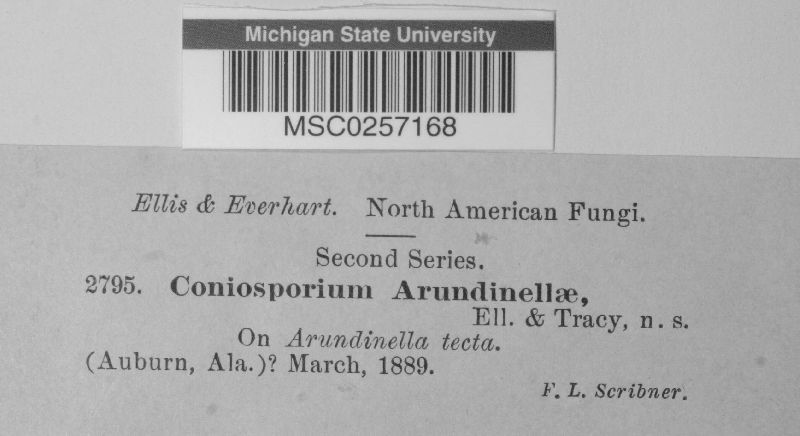 Michigan State University
MSC0257168
Ellis & Everhart. North American Fungi.
Second Series.
2795. Coniosporium Arundinellæ,
Ell. & Tracy, n. s.
On Arundinella tecta.
(Auburn, Ala.)? March, 1889.
F. L. Scribner.